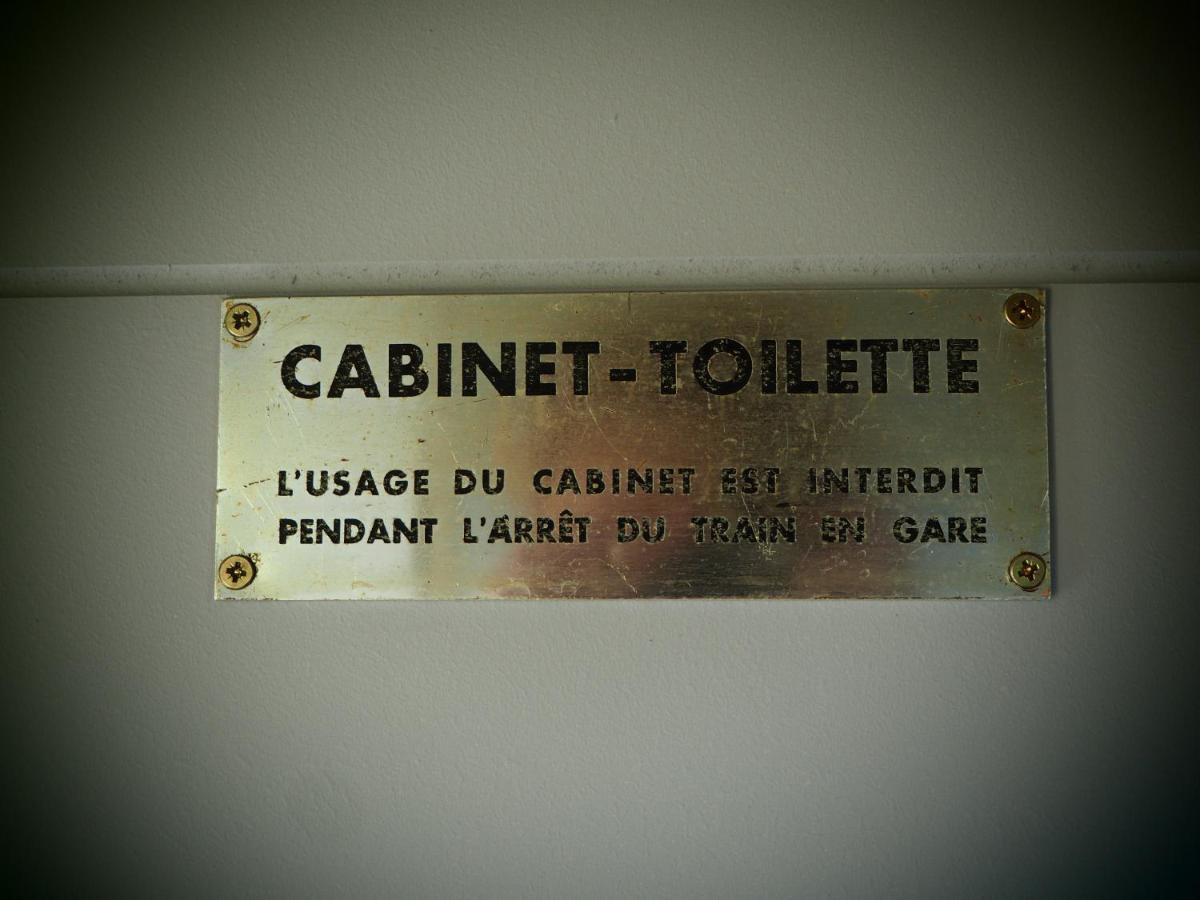 CABINET-TOILETTE
L'USAGE DU CABINET EST INTERDIT
PENDANT L'ARRÊT DU TRAIN EN GARE